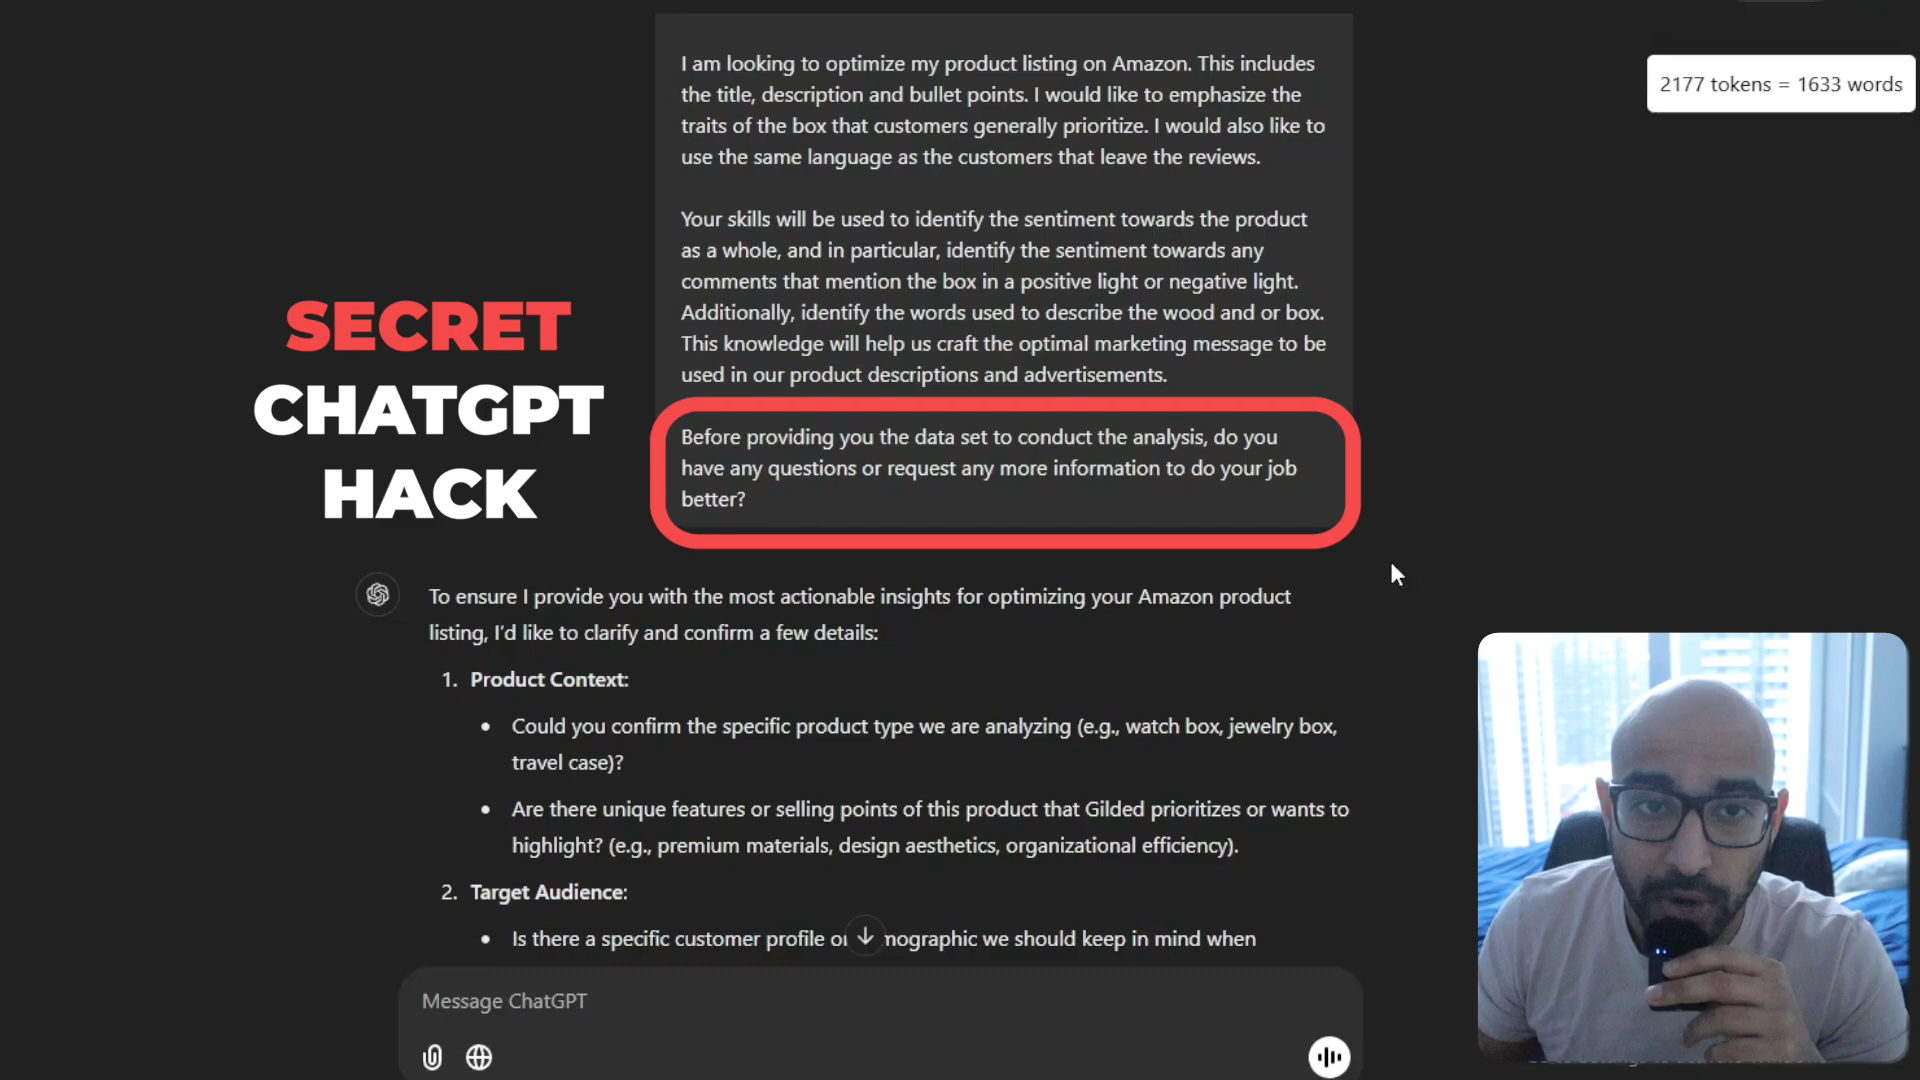 I am looking to optimize my product listing on Amazon. This includes
the title, description and bullet points. I would like to emphasize the
traits of the box that customers generally prioritize. I would also like to
use the same language as the customers that leave the reviews.
2177 tokens = 1633 words
Your skills will be used to identify the sentiment towards the product
as a whole, and in particular, identify the sentiment towards any
comments that mention the box in a positive light or negative light.
Additionally, identify the words used to describe the wood and or box.
This knowledge will help us craft the optimal marketing message to be
used in our product descriptions and advertisements.
SECRET
CHATGPT
HACK
Before providing you the data set to conduct the analysis, do you
have any questions or request any more information to do your job
better?
To ensure I provide you with the most actionable insights for optimizing your Amazon product
listing, I'd like to clarify and confirm a few details:
1. Product Context:
• Could you confirm the specific product type we are analyzing (e.g., watch box, jewelry box,
travel case)?
• Are there unique features or selling points of this product that Gilded prioritizes or wants to
highlight? (e.g., premium materials, design aesthetics, organizational efficiency).
2. Target Audience:
• Is there a specific customer profile or mographic we should keep in mind when
Message ChatGPT